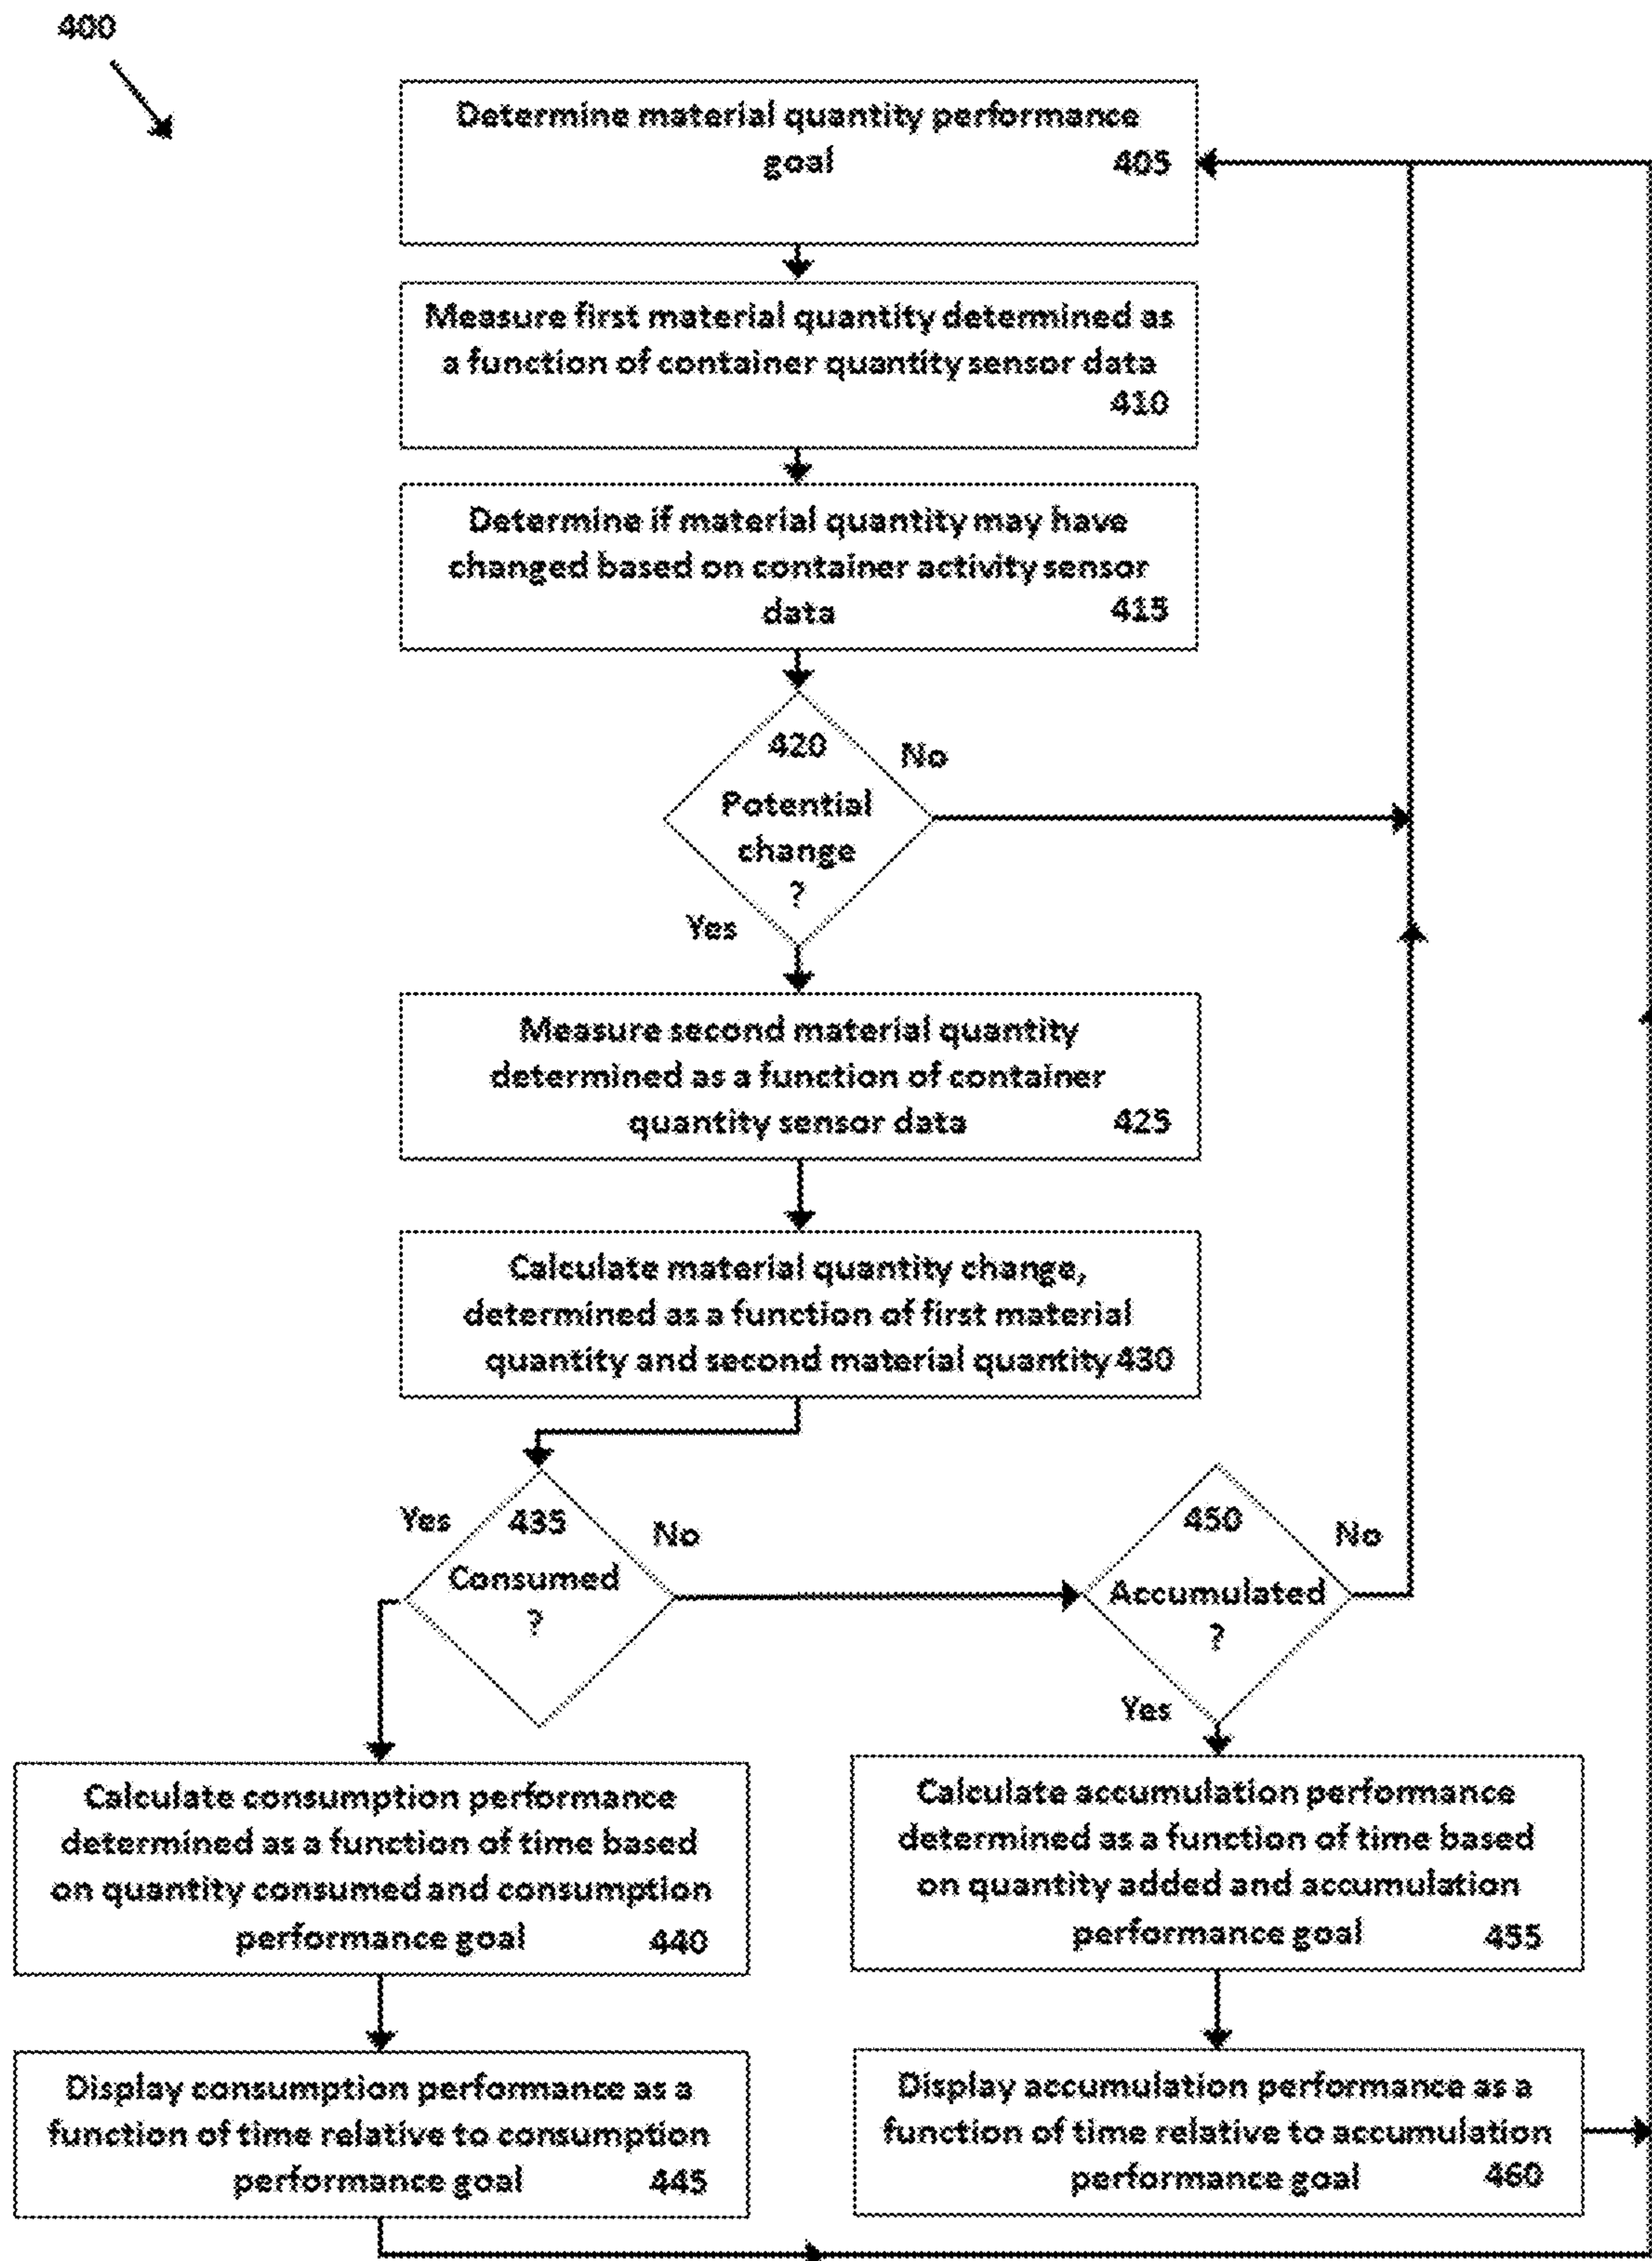 400
Determine material quantity performance
goal 405
Measure first material quantity determined as
a function of container quantity sensor data
410
Determine if material quantity may have
changed based on container activity sensor
data 415
420
No
Potential
change
?
Yes
Measure second material quantity
determined as a function of container
quantity sensor data 425
Calculate material quantity change,
determined as a function of first material
quantity and second material quantity 430
Yes 435 No
Consumed
?
450 No
Accumulated
?
Yes
Calculate consumption performance
determined as a function of time based
on quantity consumed and consumption
performance goal 440
Calculate accumulation performance
determined as a function of time based
on quantity added and accumulation
performance goal 455
Display consumption performance as a
function of time relative to consumption
performance goal 445
Display accumulation performance as a
function of time relative to accumulation
performance goal 460